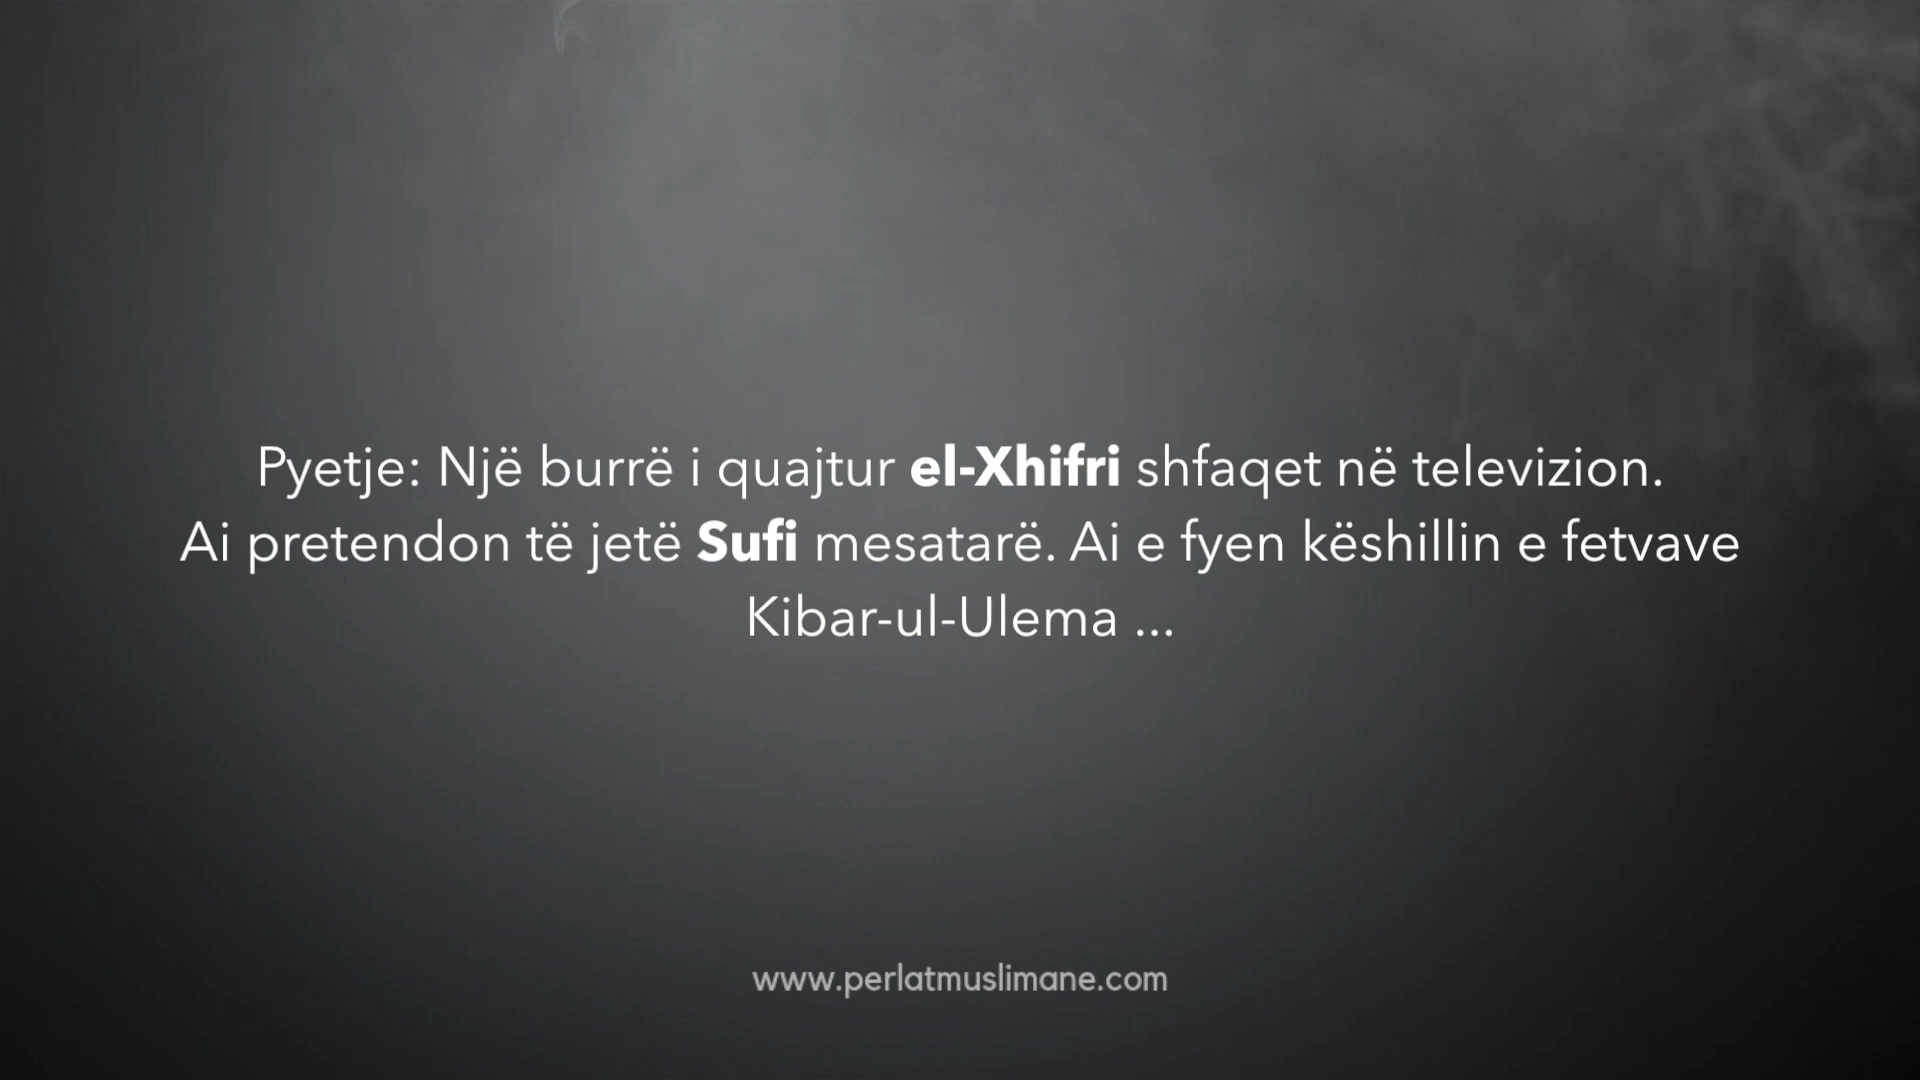 Pyetje: Një burrë i quajtur el-Xhifri shfaqet në televizion.
Ai pretendon të jetë Sufi mesatarë. Ai e fyen këshillin e fetvave
Kibar-ul-Ulema ...
www.perlatmuslimane.com